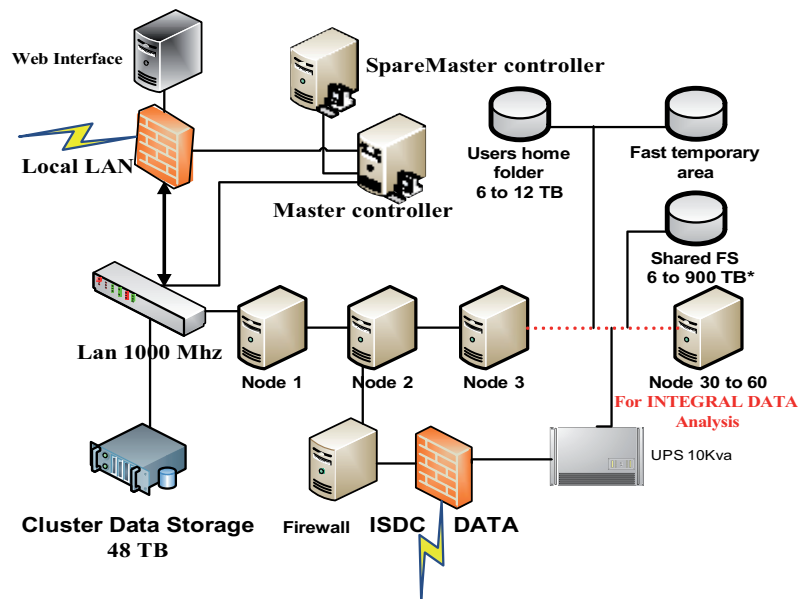 Web Interface
SpareMaster controller
Local LAN
Master controller
Users home
folder
6 to 12 TB
Fast temporary
area
Shared FS
6 to 900 TB*
Lan 1000 Mhz
Node 1
Node 2
Node 3
Node 30 to 60
For INTEGRAL DATA
Analysis
UPS 10Kva
Cluster Data Storage
48 TB
Firewall
ISDC DATA